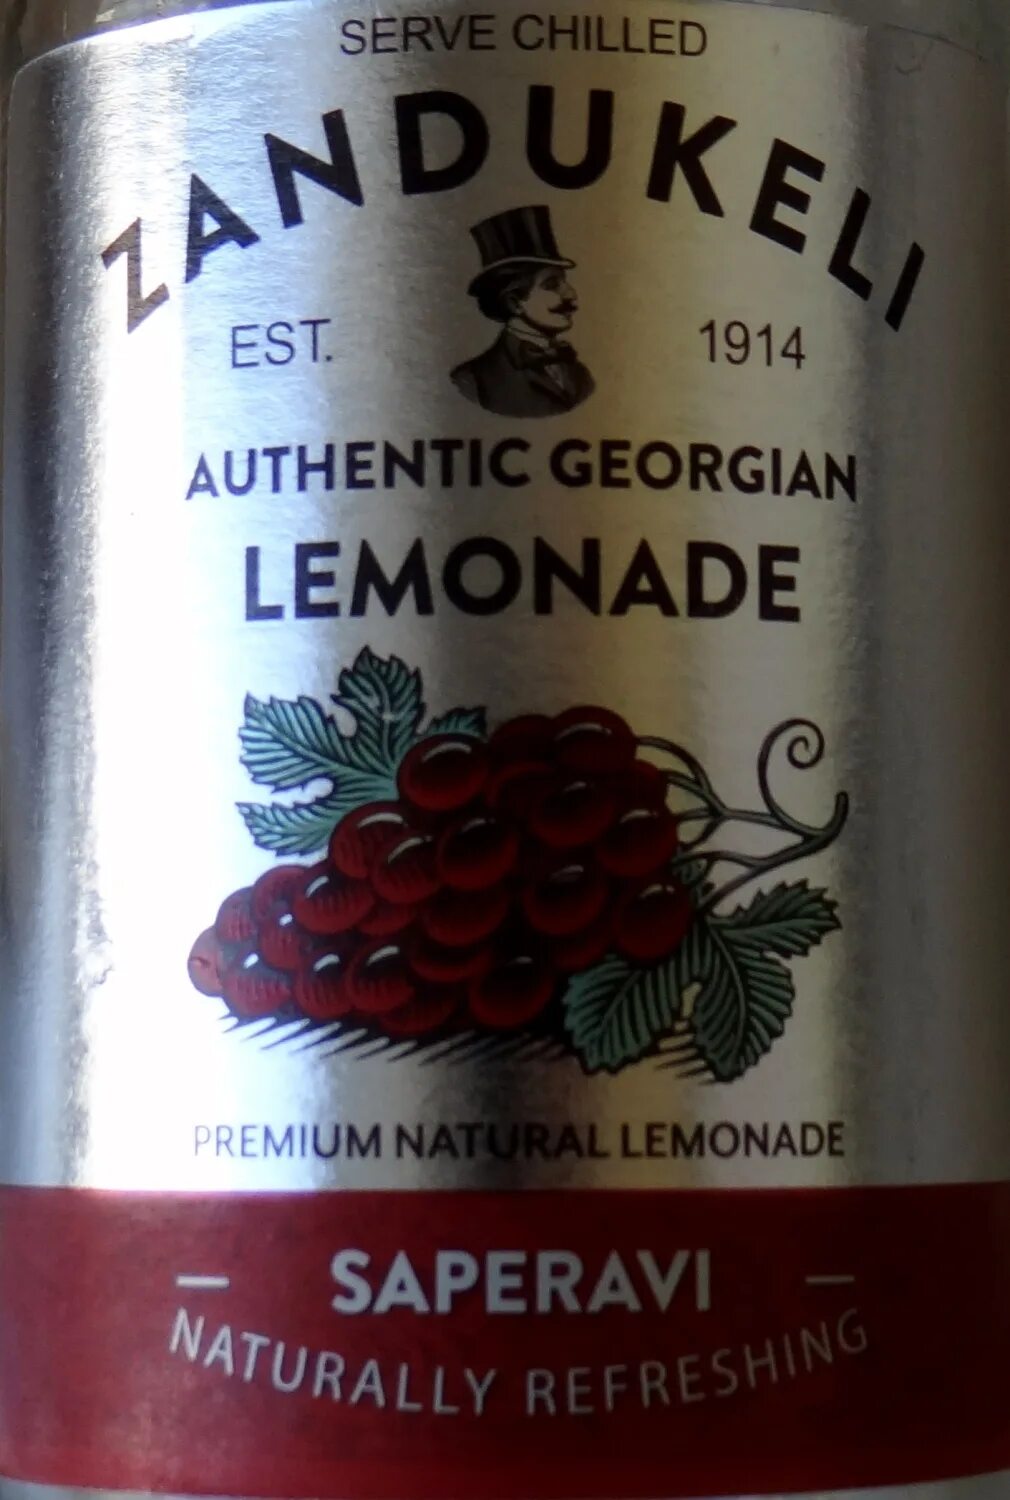 SERVE CHILLED
ZANDUKELI
EST. 1914
AUTHENTIC GEORGIAN
LEMONADE
PREMIUM NATURAL LEMONADE
— SAPERAVI —
NATURALLY REFRESHING